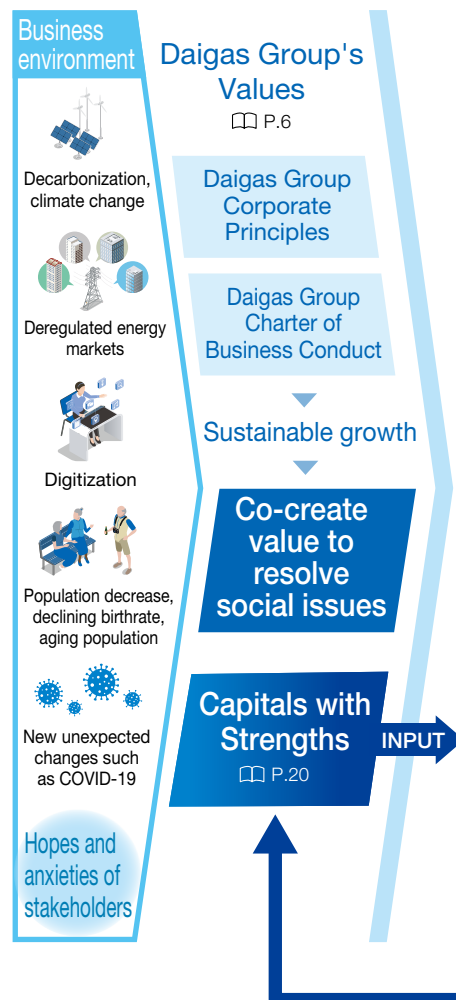 Business
environment
Decarbonization,
climate change
Deregulated energy
markets
Digitization
Population decrease,
declining birthrate,
aging population
New unexpected
changes such
as COVID-19
Hopes and
anxieties of
stakeholders
Daigas Group's
Values
P.6
Daigas Group
Corporate
Principles
Daigas Group
Charter of
Business Conduct
Sustainable growth
Co-create
value to
resolve
social issues
Capitals with
Strengths
P.20
INPUT